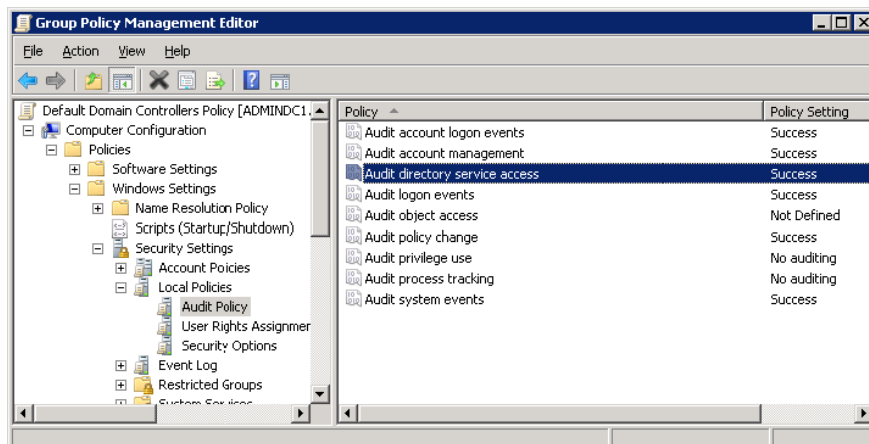 Group Policy Management Editor
File Action View Help
Default Domain Controllers Policy [ADMINDC1.
Computer Configuration
Policies
Software Settings
Windows Settings
Name Resolution Policy
Scripts (Startup/Shutdown)
Security Settings
Account Policies
Local Policies
Audit Policy
User Rights Assignmer
Security Options
Event Log
Restricted Groups
System Services
Policy Policy Setting
Audit account logon events Success
Audit account management Success
Audit directory service access Success
Audit logon events Success
Audit object access Not Defined
Audit policy change Success
Audit privilege use No auditing
Audit process tracking No auditing
Audit system events Success